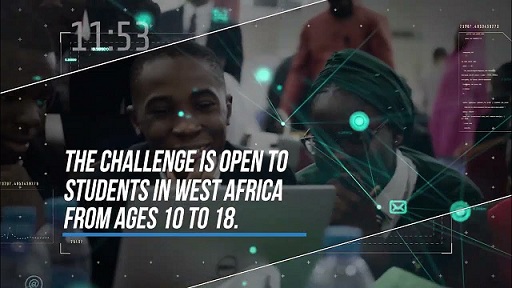 11:53
THE CHALLENGE IS OPEN TO
STUDENTS IN WEST AFRICA
FROM AGES 10 TO 18.